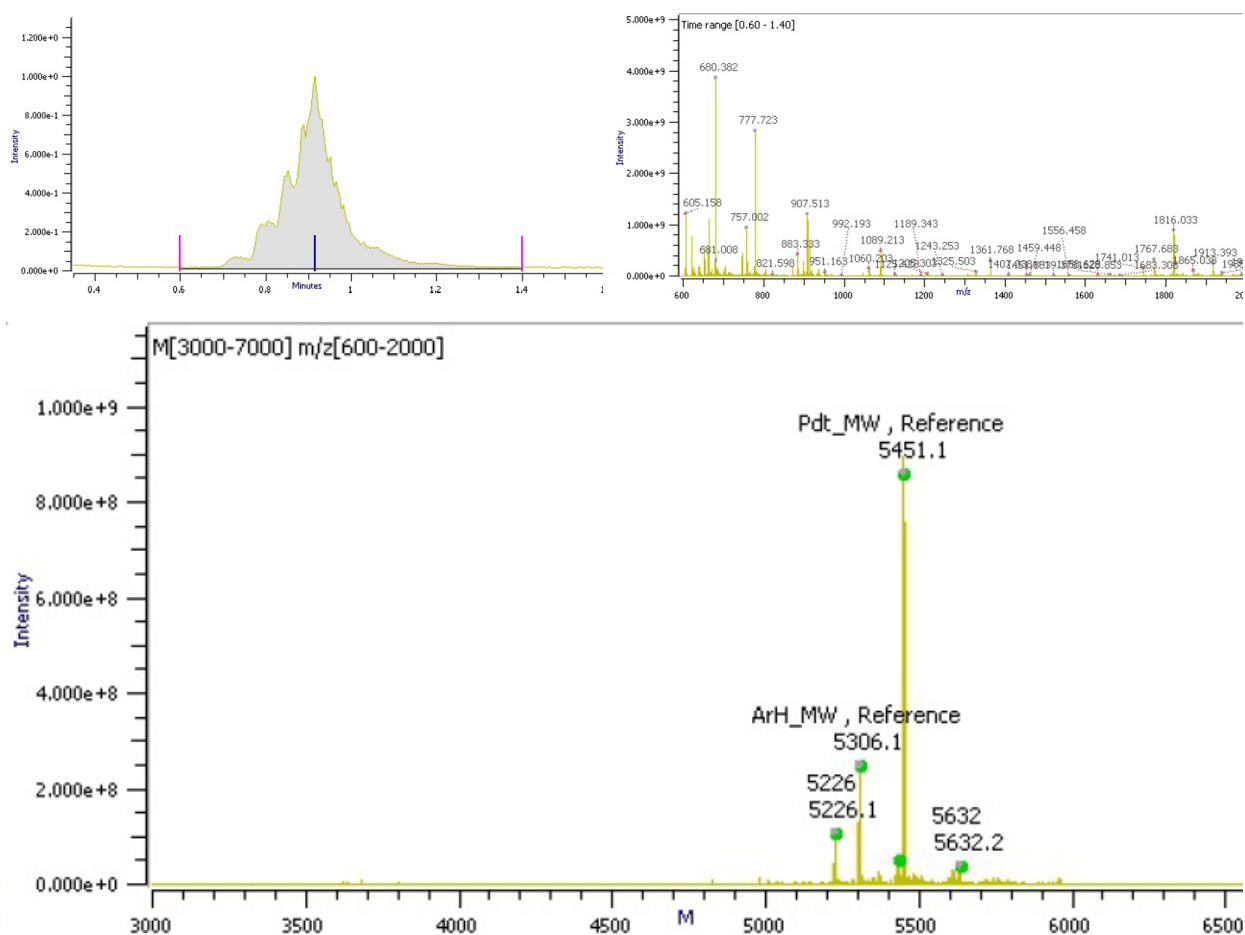 1.200e+0
1.000e+0
8.000e-1
6.000e-1
4.000e-1
2.000e-1
0.000e+0
Intensity
0.4
0.6
0.8
1
1.2
1.4
Minutes
Time range [0.60 - 1.40]
5.000e+9
4.000e+9
3.000e+9
2.000e+9
1.000e+9
0.000e+0
Intensity
680.382
777.723
605.158
907.513
757.002
681.008
883.333
821.598
951.163
992.193
1060.203
1089.213
1189.343
1243.253
1325.503
1361.768
1459.448
1556.458
1741.013
1767.683
1816.033
1913.393
600
800
1000
1200
1400
1600
1800
m/z
M[3000-7000] m/z[600-2000]
1.000e+9
8.000e+8
6.000e+8
4.000e+8
2.000e+8
0.000e+0
Intensity
Pdt_MW , Reference
5451.1
ArH_MW , Reference
5306.1
5226
5226.1
5632
5632.2
3000
3500
4000
4500
5000
5500
6000
6500
M